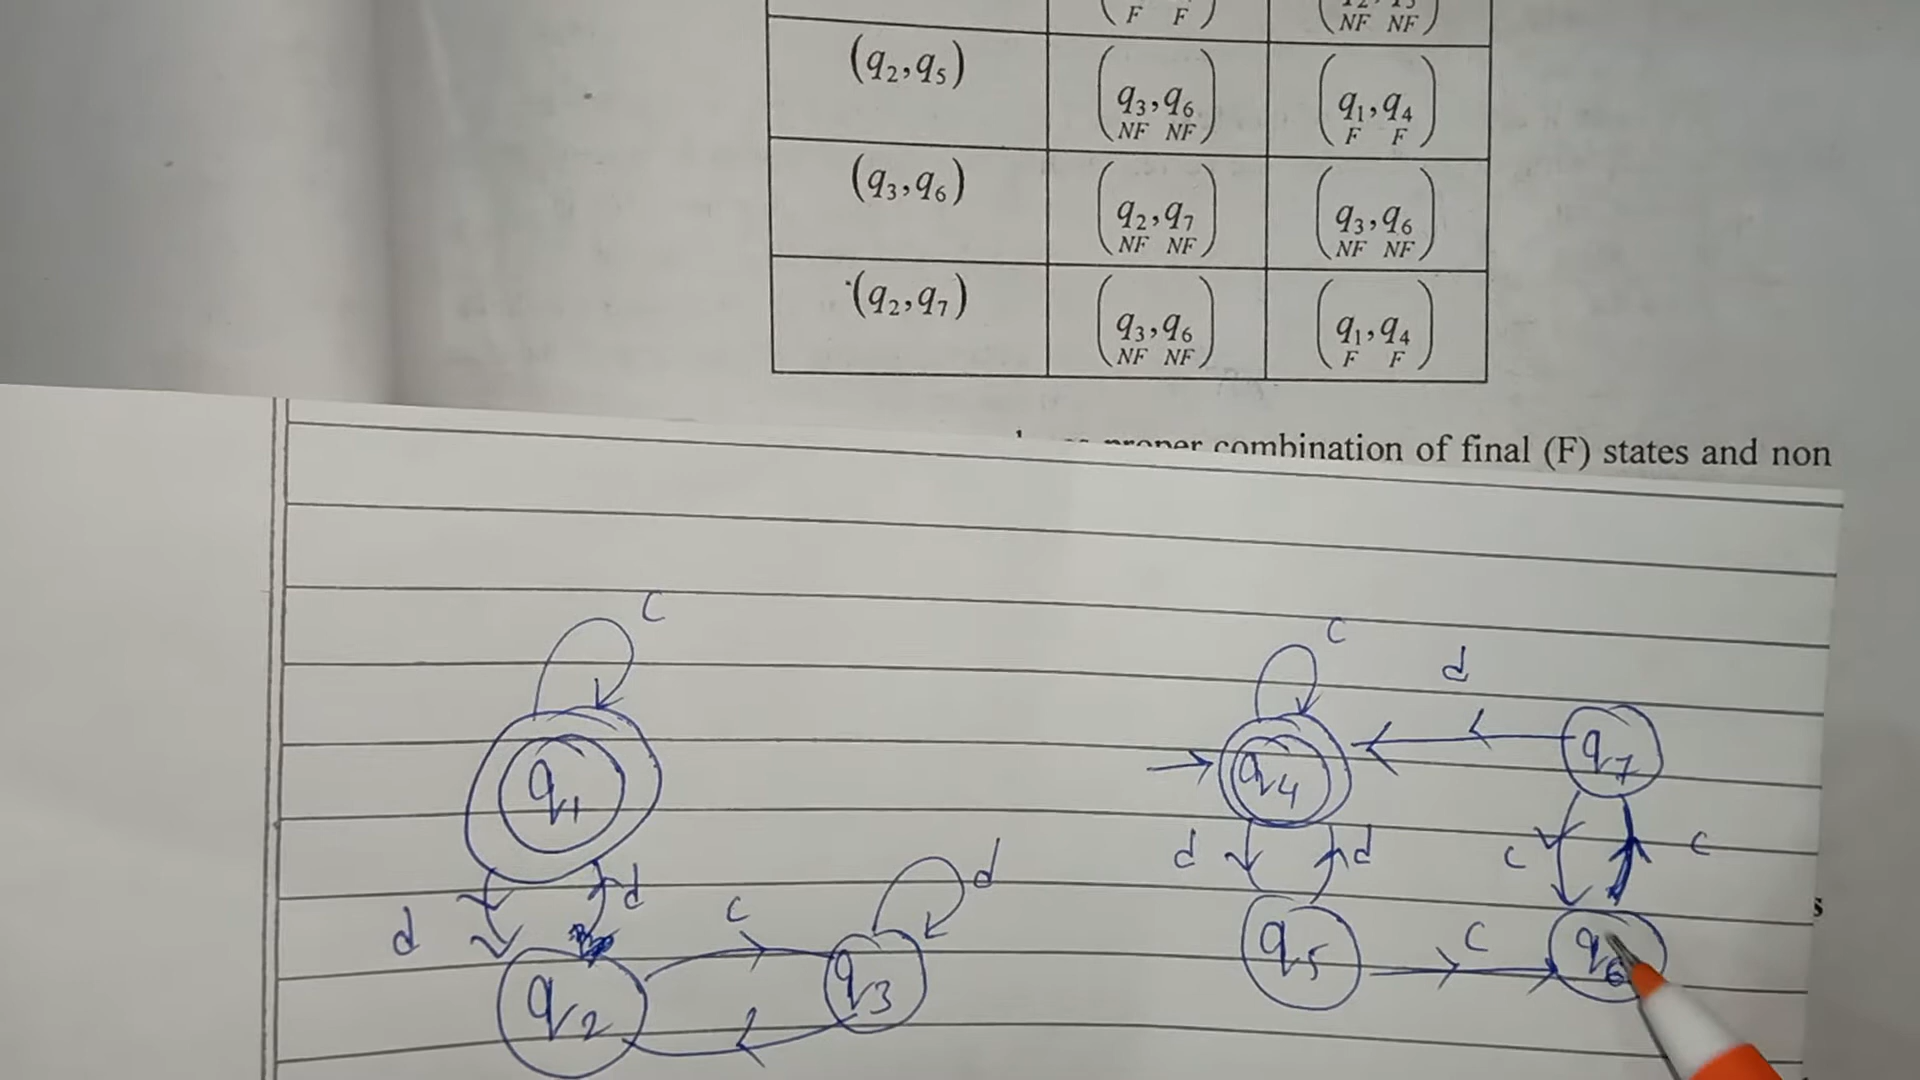 F F NF NF
(q2, q5) (q3, q6) (q1, q4)
NF NF F F
(q3, q6) (q2, q7) (q3, q6)
NF NF NF NF
(q2, q7) (q3, q6) (q1, q4)
NF NF F F
proper combination of final (F) states and non
s
c
q1
d d
q2
c
q3
d
c
q4
d
q7
d d
c c
q5
c
q6